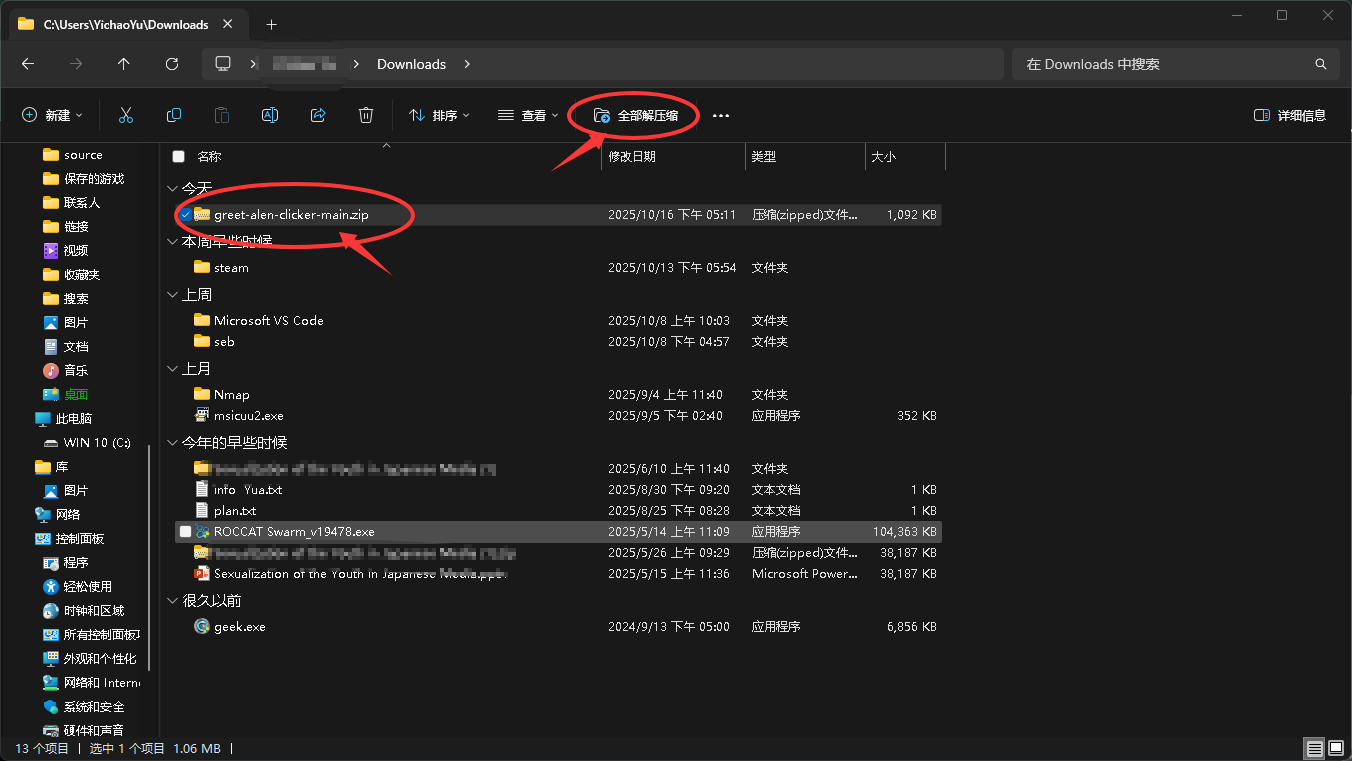 C:\Users\YichaoYu\Downloads
Downloads
在 Downloads 中搜索
新建
排序
查看
全部解压缩
详细信息
名称 修改日期 类型 大小
source
保存的游戏
联系人
链接
视频
收藏夹
搜索
图片
文档
音乐
桌面
此电脑
WIN 10 (C:)
库
图片
网络
控制面板
程序
轻松使用
时钟和区域
所有控制面板项
外观和个性化
网络和 Intern
系统和安全
硬件和声音
今天
greet-alen-clicker-main.zip 2025/10/16 下午 05:11 压缩(zipped)文件... 1,092 KB
本周早些时候
steam 2025/10/13 下午 05:54 文件夹
上周
Microsoft VS Code 2025/10/8 上午 10:03 文件夹
seb 2025/10/8 下午 04:57 文件夹
上月
Nmap 2025/9/4 上午 11:40 文件夹
msicuu2.exe 2025/9/5 下午 02:40 应用程序 352 KB
今年的早些时候
2025/6/10 上午 11:40 文件夹
info Yua.txt 2025/8/30 下午 09:20 文本文档 1 KB
plan.txt 2025/8/25 下午 08:28 文本文档 1 KB
ROCCAT Swarm_v19478.exe 2025/5/14 上午 11:09 应用程序 104,363 KB
2025/5/26 上午 09:29 压缩(zipped)文件... 38,187 KB
Sexualization of the Youth in Japanese Media 2025/5/15 上午 11:36 Microsoft Power... 38,187 KB
很久以前
geek.exe 2024/9/13 下午 05:00 应用程序 6,856 KB
13 个项目 选中 1 个项目 1.06 MB